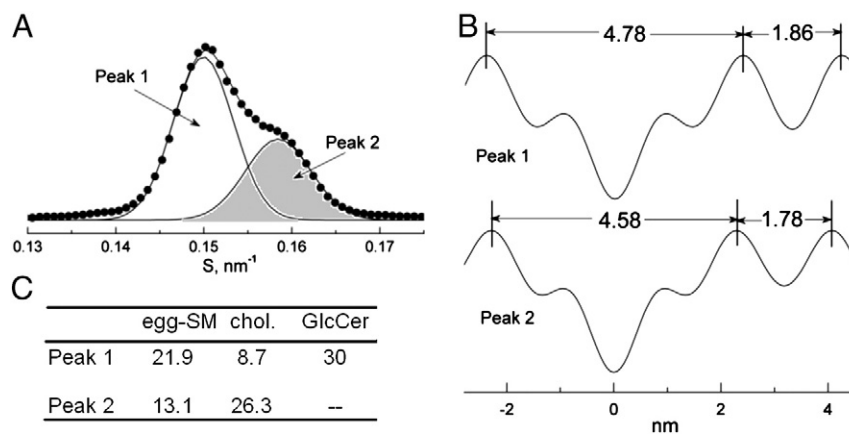 A
Peak 1
Peak 2
0.13 0.14 0.15 0.16 0.17
S, nm-1
B
4.78 1.86
Peak 1
4.58 1.78
Peak 2
-2 0 2 4
nm
C
egg-SM chol. GlcCer
Peak 1 21.9 8.7 30
Peak 2 13.1 26.3 --